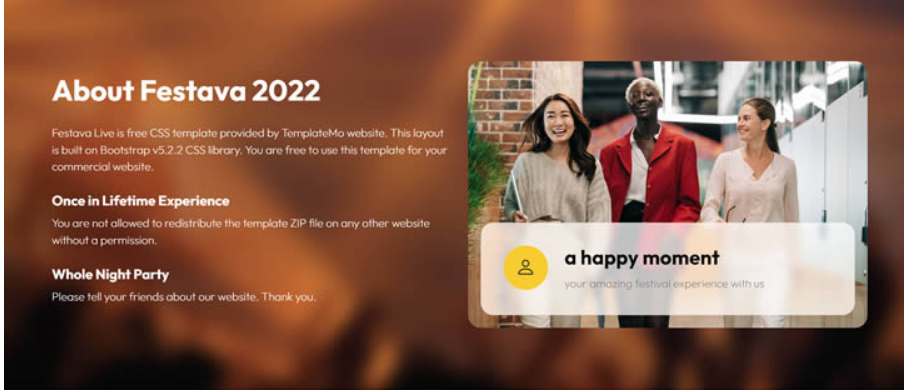 About Festava 2022
Festava Live is free CSS template provided by TemplateMo website. This layout
is built on Bootstrap v5.2.2 CSS library. You are free to use this template for your
commercial website.
Once in Lifetime Experience
You are not allowed to redistribute the template ZIP file on any other website
without a permission.
Whole Night Party
Please tell your friends about our website. Thank you.
a happy moment
your amazing festival experience with us